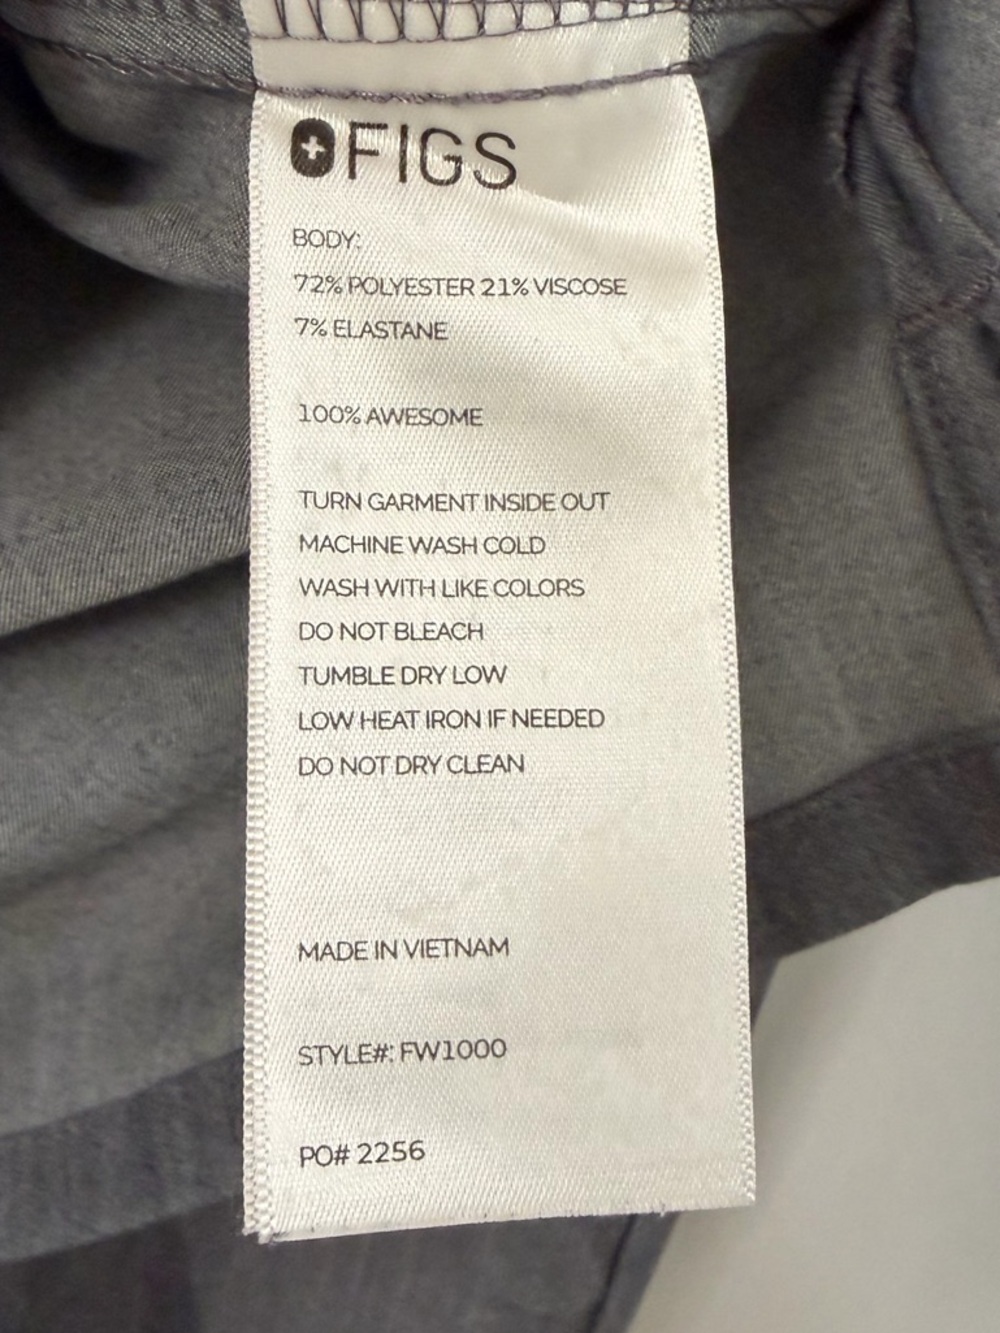 FIGS
BODY:
72% POLYESTER 21% VISCOSE
7% ELASTANE
100% AWESOME
TURN GARMENT INSIDE OUT
MACHINE WASH COLD
WASH WITH LIKE COLORS
DO NOT BLEACH
TUMBLE DRY LOW
LOW HEAT IRON IF NEEDED
DO NOT DRY CLEAN
MADE IN VIETNAM
STYLE#: FW1000
PO# 2256